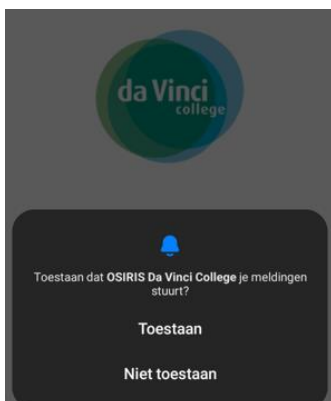 da Vinci
college
Toestaan dat OSIRIS Da Vinci College je meldingen
stuurt?
Toestaan
Niet toestaan